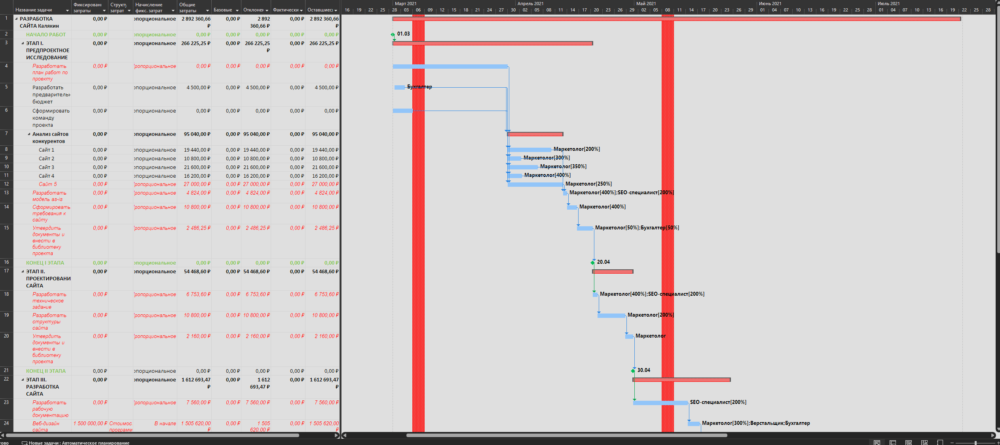 Название задачи Фиксировані затраты Структу затрат Начисление фикс. затрат Общие затраты Базовые Отклонен Фактически Оставшиес
Март 2021 Апрель 2021 Май 2021 Июнь 2021 Июль 2021
16 19 22 25 28 03 06 09 12 15 18 21 24 27 30 02 05 08 11 14 17 20 23 26 29 02 05 08 11 14 17 20 23 26 29 01 04 07 10 13 16 19 22 25 28 01 04 07 10 13 16 19 22 25 28
1 РАЗРАБОТКА САЙТА Калякин 0,00 ₽ опорциональное 2 892 360,66 ₽ 0,00 ₽ 2 892 360,66 ₽ 0,00 ₽ 2 892 360,66 ₽
2 НАЧАЛО РАБОТ 0,00 ₽ опорциональное 0,00 ₽ 0,00 ₽ 0,00 ₽ 0,00 ₽ 0,00 ₽ 01.03
3 ЭТАП I. ПРЕДПРОЕКТНОЕ ИССЛЕДОВАНИЕ 0,00 ₽ опорциональное 266 225,25 ₽ 0,00 ₽ 266 225,25 ₽ 0,00 ₽ 266 225,25 ₽
4 Разработать план работ по проекту 0,00 ₽ Пропорциональное 0,00 ₽ 0,00 ₽ 0,00 ₽ 0,00 ₽ 0,00 ₽
5 Разработать предварительн бюджет 0,00 ₽ опорциональное 4 500,00 ₽ 0,00 ₽ 4 500,00 ₽ 0,00 ₽ 4 500,00 ₽ Бухгалтер
6 Сформировать команду проекта 0,00 ₽ опорциональное 0,00 ₽ 0,00 ₽ 0,00 ₽ 0,00 ₽ 0,00 ₽
7 Анализ сайтов конкурентов 0,00 ₽ опорциональное 95 040,00 ₽ 0,00 ₽ 95 040,00 ₽ 0,00 ₽ 95 040,00 ₽
8 Сайт 1 0,00 ₽ опорциональное 19 440,00 ₽ 0,00 ₽ 19 440,00 ₽ 0,00 ₽ 19 440,00 ₽ Маркетолог[200%]
9 Сайт 2 0,00 ₽ опорциональное 10 800,00 ₽ 0,00 ₽ 10 800,00 ₽ 0,00 ₽ 10 800,00 ₽ Маркетолог[300%]
10 Сайт 3 0,00 ₽ опорциональное 21 600,00 ₽ 0,00 ₽ 21 600,00 ₽ 0,00 ₽ 21 600,00 ₽ Маркетолог[350%]
11 Сайт 4 0,00 ₽ опорциональное 16 200,00 ₽ 0,00 ₽ 16 200,00 ₽ 0,00 ₽ 16 200,00 ₽ Маркетолог[400%]
12 Сайт 5 0,00 ₽ Пропорциональное 27 000,00 ₽ 0,00 ₽ 27 000,00 ₽ 0,00 ₽ 27 000,00 ₽ Маркетолог[250%]
13 Разработать модель as-is 0,00 ₽ Пропорциональное 4 824,00 ₽ 0,00 ₽ 4 824,00 ₽ 0,00 ₽ 4 824,00 ₽ Маркетолог[400%];SEO-специалист[200%]
14 Сформировать требования к сайту 0,00 ₽ Пропорциональное 10 800,00 ₽ 0,00 ₽ 10 800,00 ₽ 0,00 ₽ 10 800,00 ₽ Маркетолог[400%]
15 Утвердить документы и внести в библиотеку проекта 0,00 ₽ Пропорциональное 2 486,25 ₽ 0,00 ₽ 2 486,25 ₽ 0,00 ₽ 2 486,25 ₽ Маркетолог[50%];Бухгалтер[50%]
16 КОНЕЦ I ЭТАПА 0,00 ₽ опорциональное 0,00 ₽ 0,00 ₽ 0,00 ₽ 0,00 ₽ 0,00 ₽ 20.04
17 ЭТАП II. ПРОЕКТИРОВАНИ САЙТА 0,00 ₽ опорциональное 54 468,60 ₽ 0,00 ₽ 54 468,60 ₽ 0,00 ₽ 54 468,60 ₽
18 Разработать техническое задание 0,00 ₽ Пропорциональное 6 753,60 ₽ 0,00 ₽ 6 753,60 ₽ 0,00 ₽ 6 753,60 ₽ Маркетолог[400%];SEO-специалист[200%]
19 Разработать структуры сайта 0,00 ₽ Пропорциональное 10 800,00 ₽ 0,00 ₽ 10 800,00 ₽ 0,00 ₽ 10 800,00 ₽ Маркетолог[200%]
20 Утвердить документы и внести в библиотеку проекта 0,00 ₽ Пропорциональное 2 160,00 ₽ 0,00 ₽ 2 160,00 ₽ 0,00 ₽ 2 160,00 ₽ Маркетолог
21 КОНЕЦ II ЭТАПА 0,00 ₽ опорциональное 0,00 ₽ 0,00 ₽ 0,00 ₽ 0,00 ₽ 0,00 ₽ 30.04
22 ЭТАП III. РАЗРАБОТКА САЙТА 0,00 ₽ опорциональное 1 612 693,47 ₽ 0,00 ₽ 1 612 693,47 ₽ 0,00 ₽ 1 612 693,47 ₽
23 Разработать рабочую документацию 0,00 ₽ Пропорциональное 7 560,00 ₽ 0,00 ₽ 7 560,00 ₽ 0,00 ₽ 7 560,00 ₽ SEO-специалист[200%]
24 Веб-дизайн сайта 1 500 000,00 ₽ Стоимос программ В начале 1 505 620,00 ₽ 0,00 ₽ 1 505 620,00 ₽ 0,00 ₽ 1 505 620,00 ₽ Маркетолог[300%];Верстальщик;Бухгалтер
тово Новые задачи : Автоматическое планирование